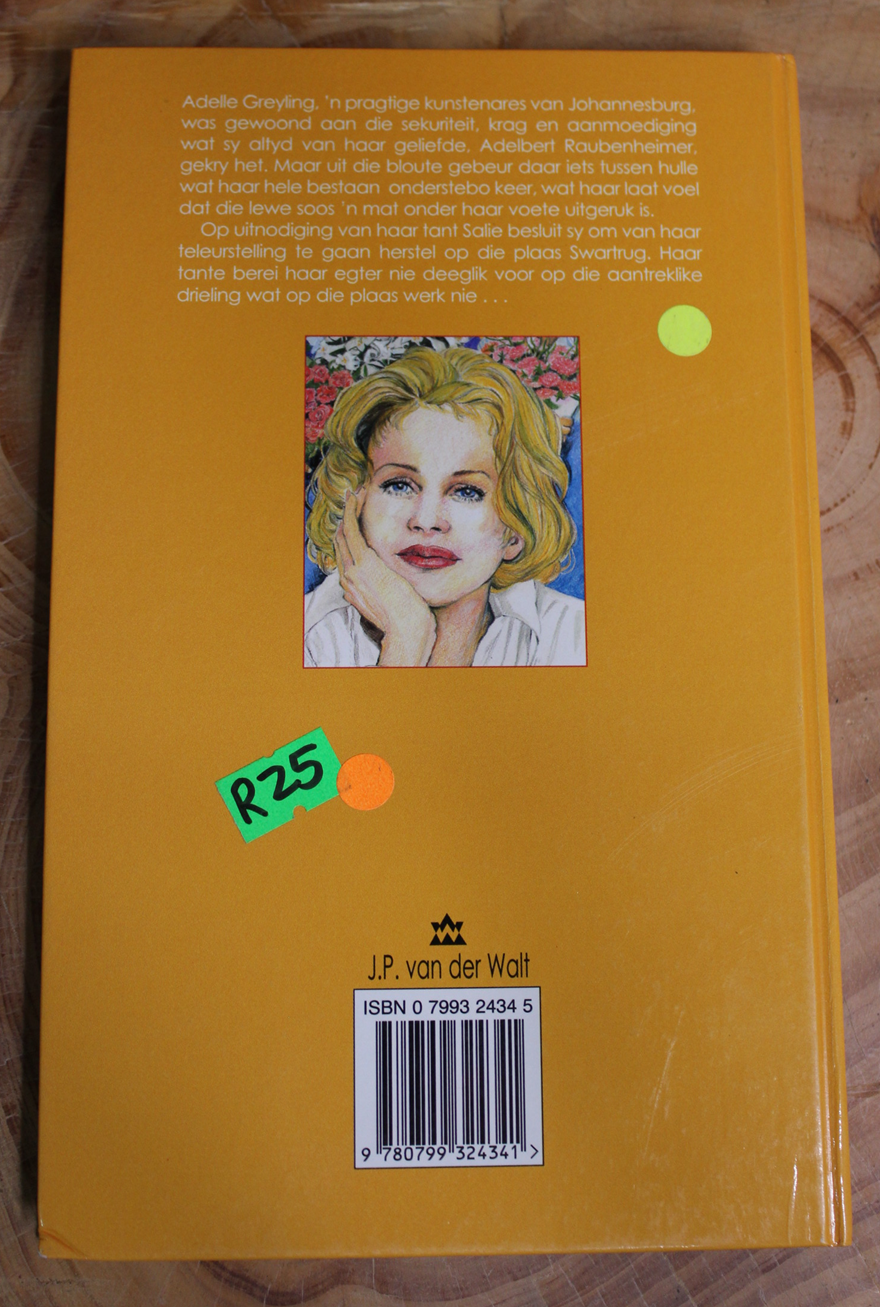 Adelle Greyling, 'n pragtige kunstenares van Johannesburg,
was gewoond aan die sekuriteit, krag en aanmoediging
wat sy altyd van haar geliefde, Adelbert Raubenheimer,
gekry het. Maar uit die bloute gebeur daar iets tussen hulle
wat haar hele bestaan onderstebo keer, wat haar laat voel
dat die lewe soos 'n mat onder haar voete uitgeruk is.
Op uitnodiging van haar tant Salie besluit sy om van haar
teleurstelling te gaan herstel op die plaas Swartrug. Haar
tante berei haar egter nie deeglik voor op die aantreklike
drieling wat op die plaas werk nie . . .
R25
J.P. van der Walt
ISBN 0 7993 2434 5
9 780799 324341 >